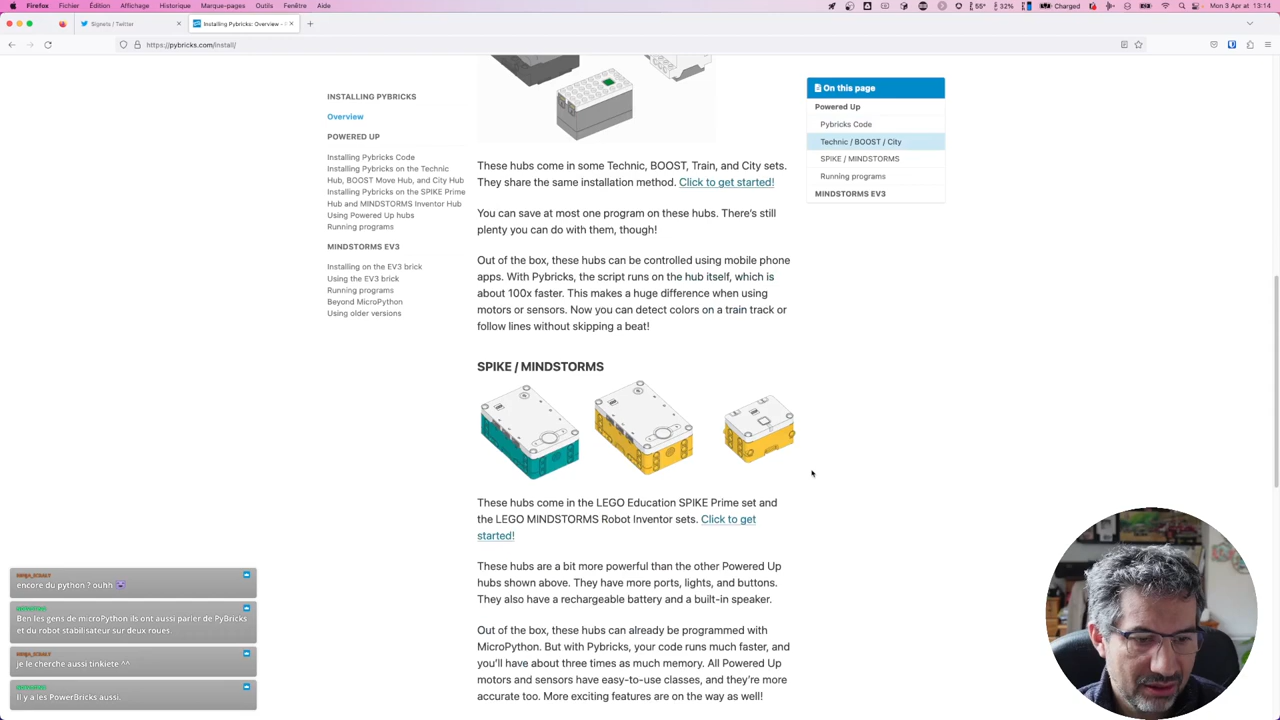 Firefox Fichier Édition Affichage Historique Marque-pages Outils Fenêtre Aide
55° 32% Charged Mon 3 Apr at 13:14
Signets / Twitter
Installing Pybricks: Overview –
https://pybricks.com/install/
INSTALLING PYBRICKS
Overview
POWERED UP
Installing Pybricks Code
Installing Pybricks on the Technic
Hub, BOOST Move Hub, and City Hub
Installing Pybricks on the SPIKE Prime
Hub and MINDSTORMS Inventor Hub
Using Powered Up hubs
Running programs
MINDSTORMS EV3
Installing on the EV3 brick
Using the EV3 brick
Running programs
Beyond MicroPython
Using older versions
These hubs come in some Technic, BOOST, Train, and City sets.
They share the same installation method. Click to get started!
You can save at most one program on these hubs. There's still
plenty you can do with them, though!
Out of the box, these hubs can be controlled using mobile phone
apps. With Pybricks, the script runs on the hub itself, which is
about 100x faster. This makes a huge difference when using
motors or sensors. Now you can detect colors on a train track or
follow lines without skipping a beat!
SPIKE / MINDSTORMS
These hubs come in the LEGO Education SPIKE Prime set and
the LEGO MINDSTORMS Robot Inventor sets. Click to get
started!
These hubs are a bit more powerful than the other Powered Up
hubs shown above. They have more ports, lights, and buttons.
They also have a rechargeable battery and a built-in speaker.
Out of the box, these hubs can already be programmed with
MicroPython. But with Pybricks, your code runs much faster, and
you'll have about three times as much memory. All Powered Up
motors and sensors have easy-to-use classes, and they're more
accurate too. More exciting features are on the way as well!
On this page
Powered Up
Pybricks Code
Technic / BOOST / City
SPIKE / MINDSTORMS
Running programs
MINDSTORMS EV3
encore du python ? ouhh
Ben les gens de microPython ils ont aussi parler de PyBricks
et du robot stabilisateur sur deux roues.
je le cherche aussi tinkiete ^^
Il y a les PowerBricks aussi.